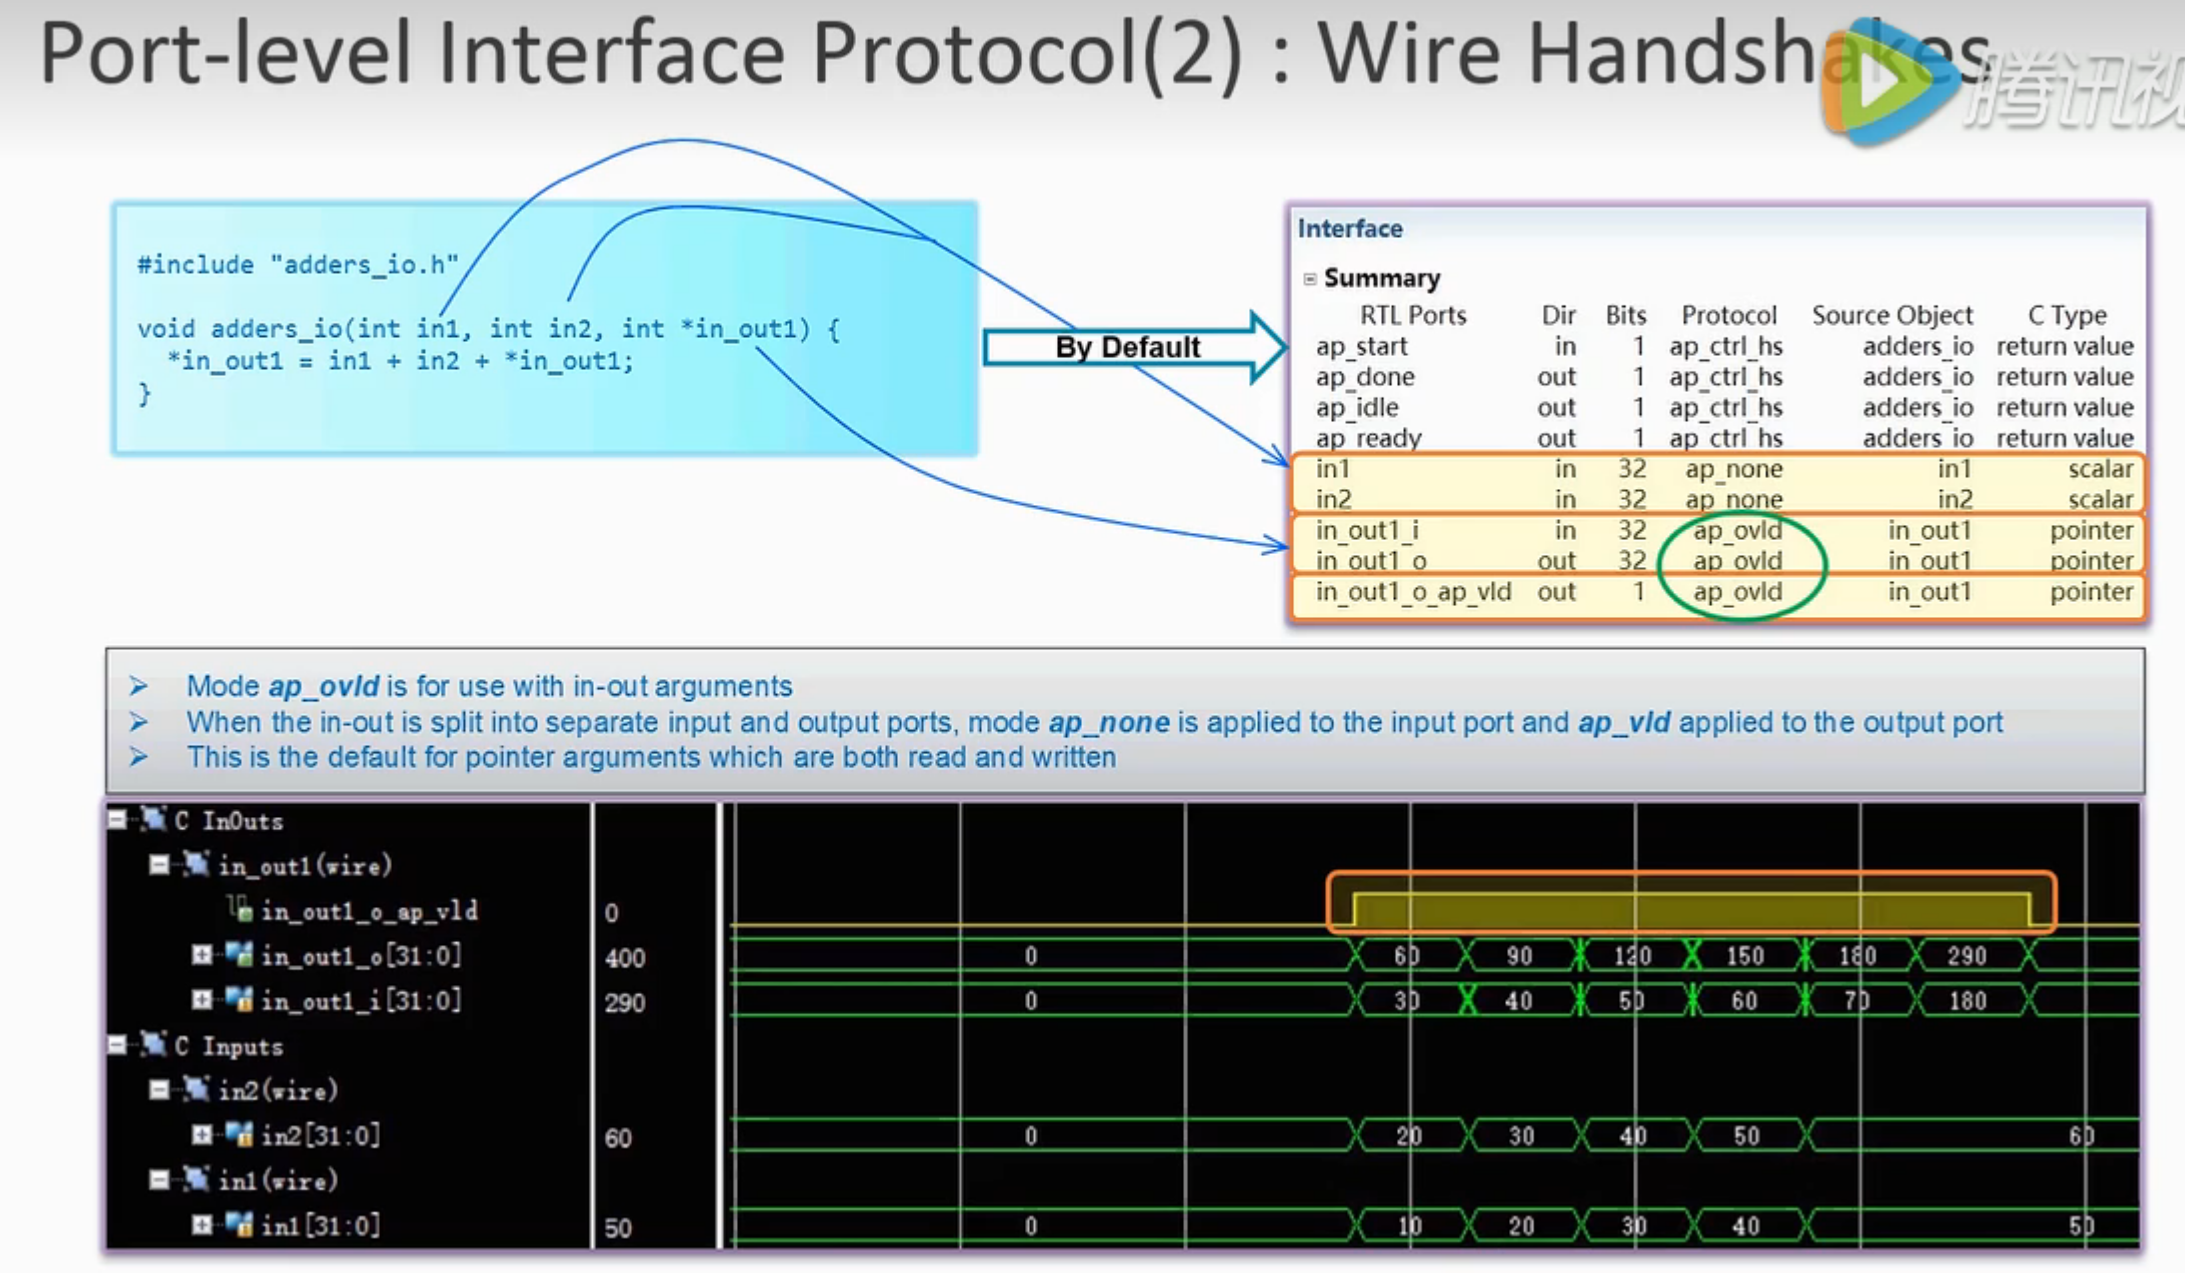 Port-level Interface Protocol(2) : Wire Handshakes
腾讯视
#include "adders_io.h"
void adders_io(int in1, int in2, int *in_out1) {
*in_out1 = in1 + in2 + *in_out1;
}
By Default
Interface
Summary
RTL Ports Dir Bits Protocol Source Object C Type
ap_start in 1 ap_ctrl_hs adders_io return value
ap_done out 1 ap_ctrl_hs adders_io return value
ap_idle out 1 ap_ctrl_hs adders_io return value
ap_ready out 1 ap_ctrl_hs adders_io return value
in1 in 32 ap_none in1 scalar
in2 in 32 ap_none in2 scalar
in_out1_i in 32 ap_ovld in_out1 pointer
in_out1_o out 32 ap_ovld in_out1 pointer
in_out1_o_ap_vld out 1 ap_ovld in_out1 pointer
Mode ap_ovld is for use with in-out arguments
When the in-out is split into separate input and output ports, mode ap_none is applied to the input port and ap_vld applied to the output port
This is the default for pointer arguments which are both read and written
C InOuts
in_out1(wire)
in_out1_o_ap_vld 0
in_out1_o[31:0] 400 0 60 90 120 150 180 290
in_out1_i[31:0] 290 0 30 40 50 60 70 180
C Inputs
in2(wire)
in2[31:0] 60 0 20 30 40 50 60
in1(wire)
in1[31:0] 50 0 10 20 30 40 50